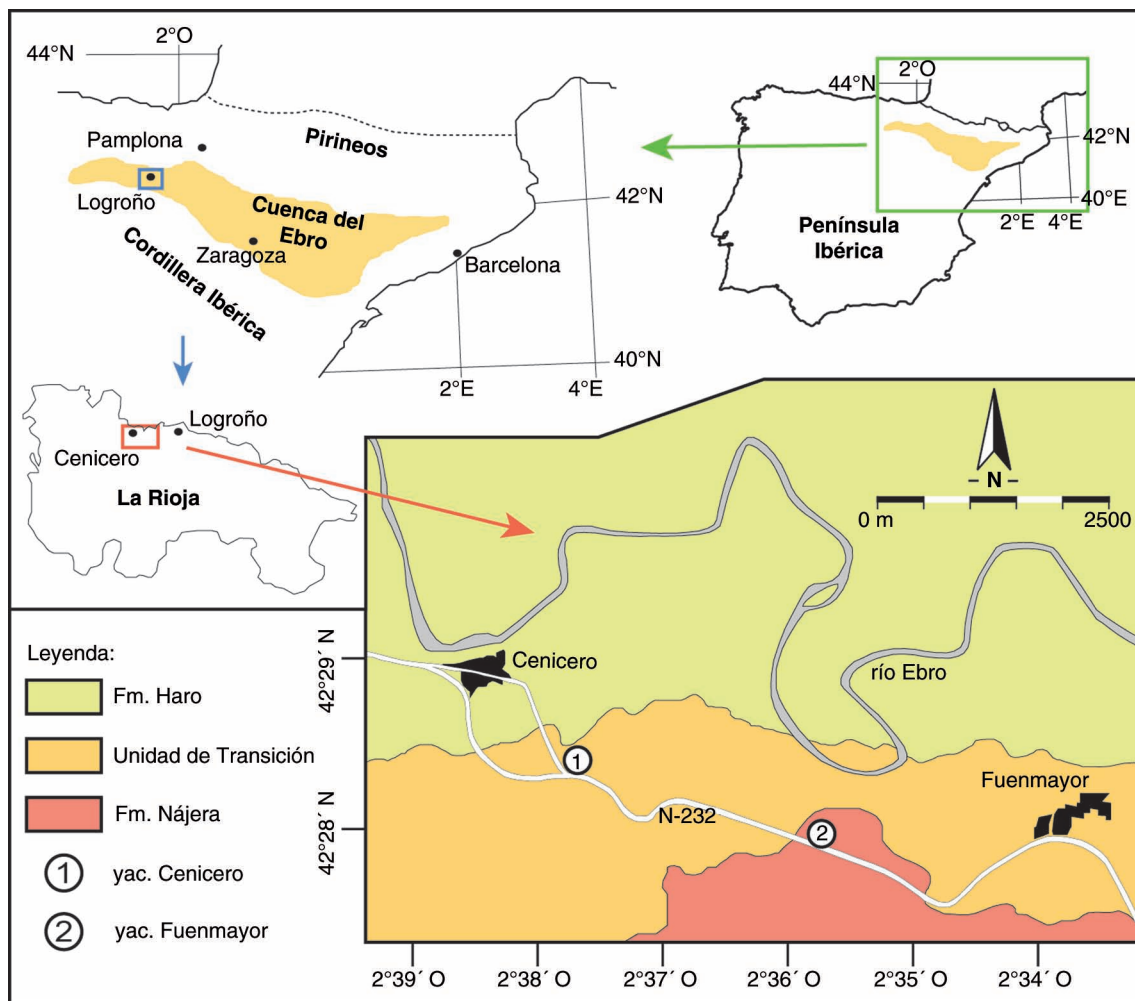 2°O
44°N
Pirineos
Pamplona
Logroño
Cuenca del
Ebro
Zaragoza
Cordillera Ibérica
Barcelona
42°N
40°N
2°E
4°E
44°N
2°O
42°N
40°E
2°E
4°E
Península
Ibérica
Logroño
Cenicero
La Rioja
N
0 m
2500
Cenicero
río Ebro
1
Fuenmayor
N-232
2
42°29´ N
42°28´ N
2°39´ O
2°38´ O
2°37´ O
2°36´ O
2°35´ O
2°34´ O
Leyenda:
Fm. Haro
Unidad de Transición
Fm. Nájera
1 yac. Cenicero
2 yac. Fuenmayor